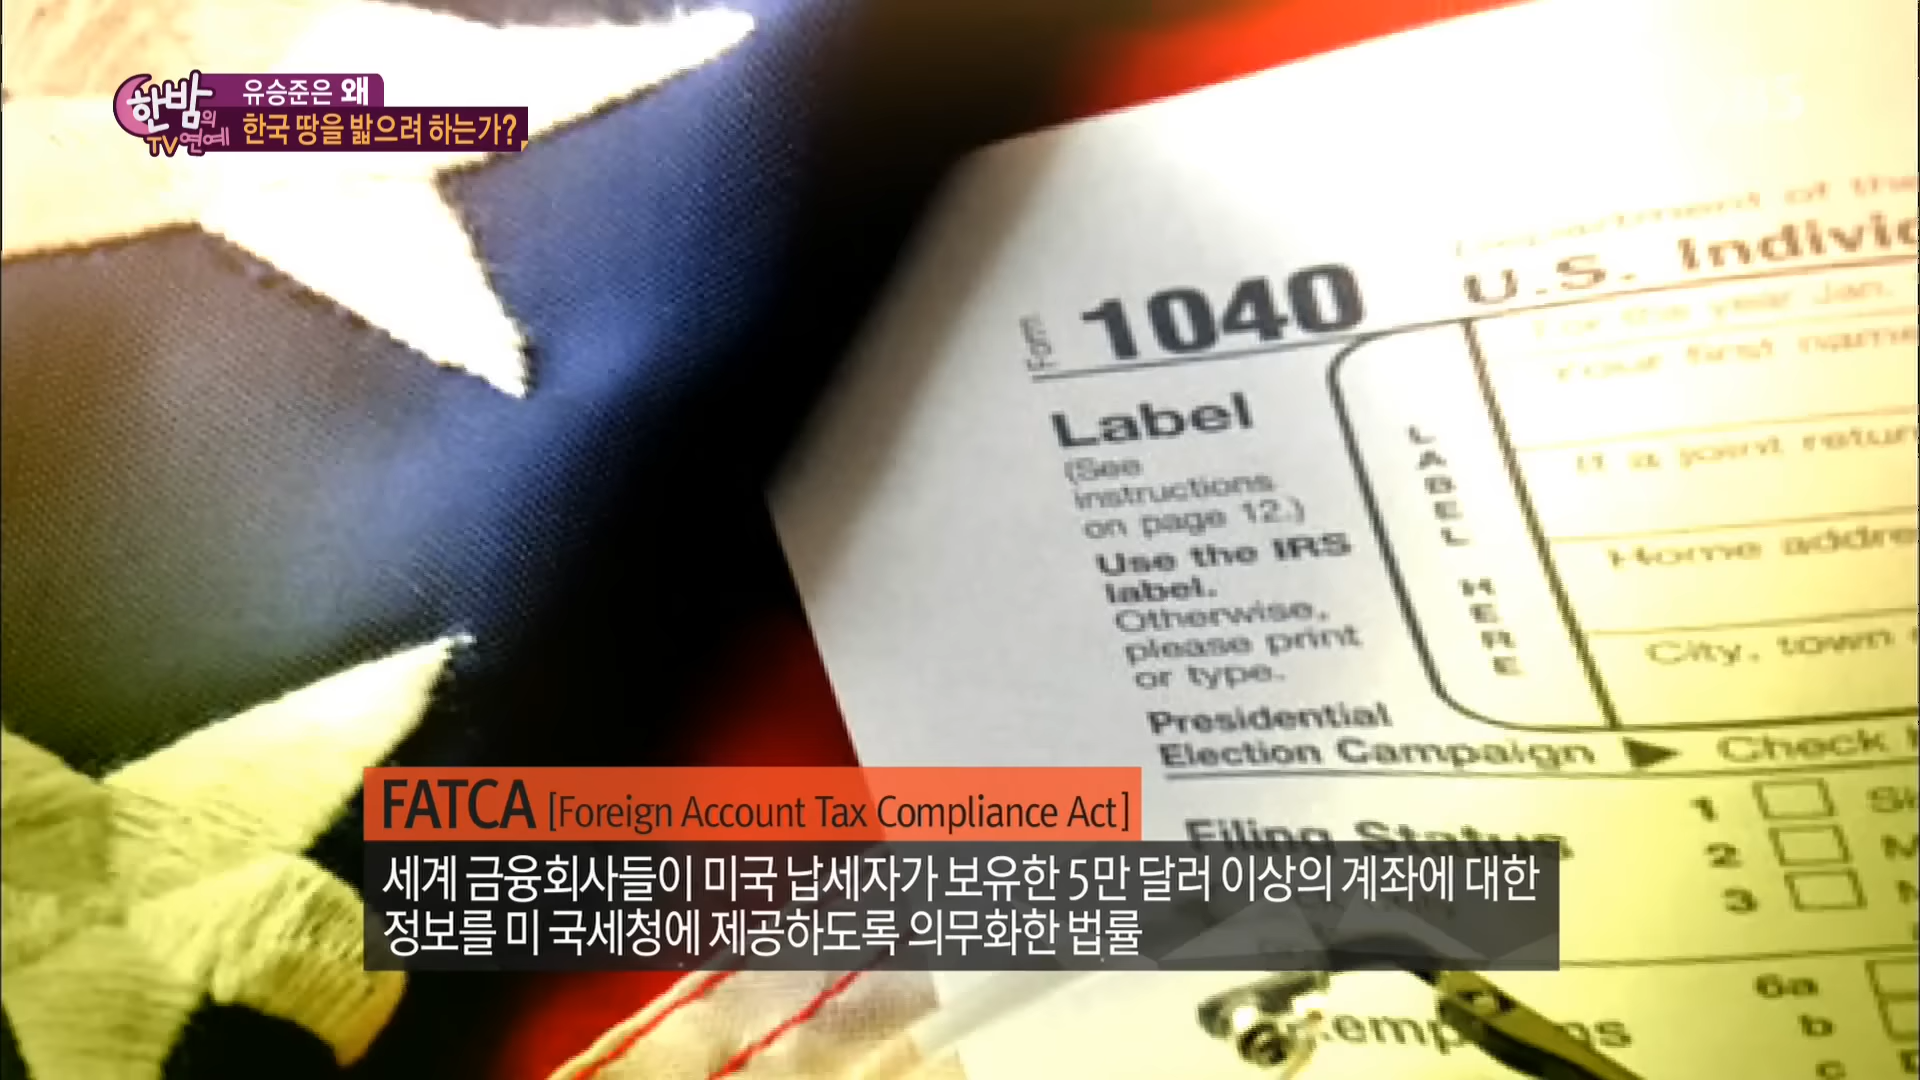 한밤의
TV연예
유승준은 왜
한국 땅을 밟으려 하는가?
Department of the
U.S. Individ
Form 1040
For the year Jan.
Your first name
Label
(See
instructions
on page 12.)
Use the IRS
label.
Otherwise,
please print
or type.
LABEL HERE
If a joint return
Home addre
City, town
Presidential
Election Campaign ▶ Check
Filing Status
1
2
3
FATCA [Foreign Account Tax Compliance Act]
세계 금융회사들이 미국 납세자가 보유한 5만 달러 이상의 계좌에 대한
정보를 미 국세청에 제공하도록 의무화한 법률
6a
b
c